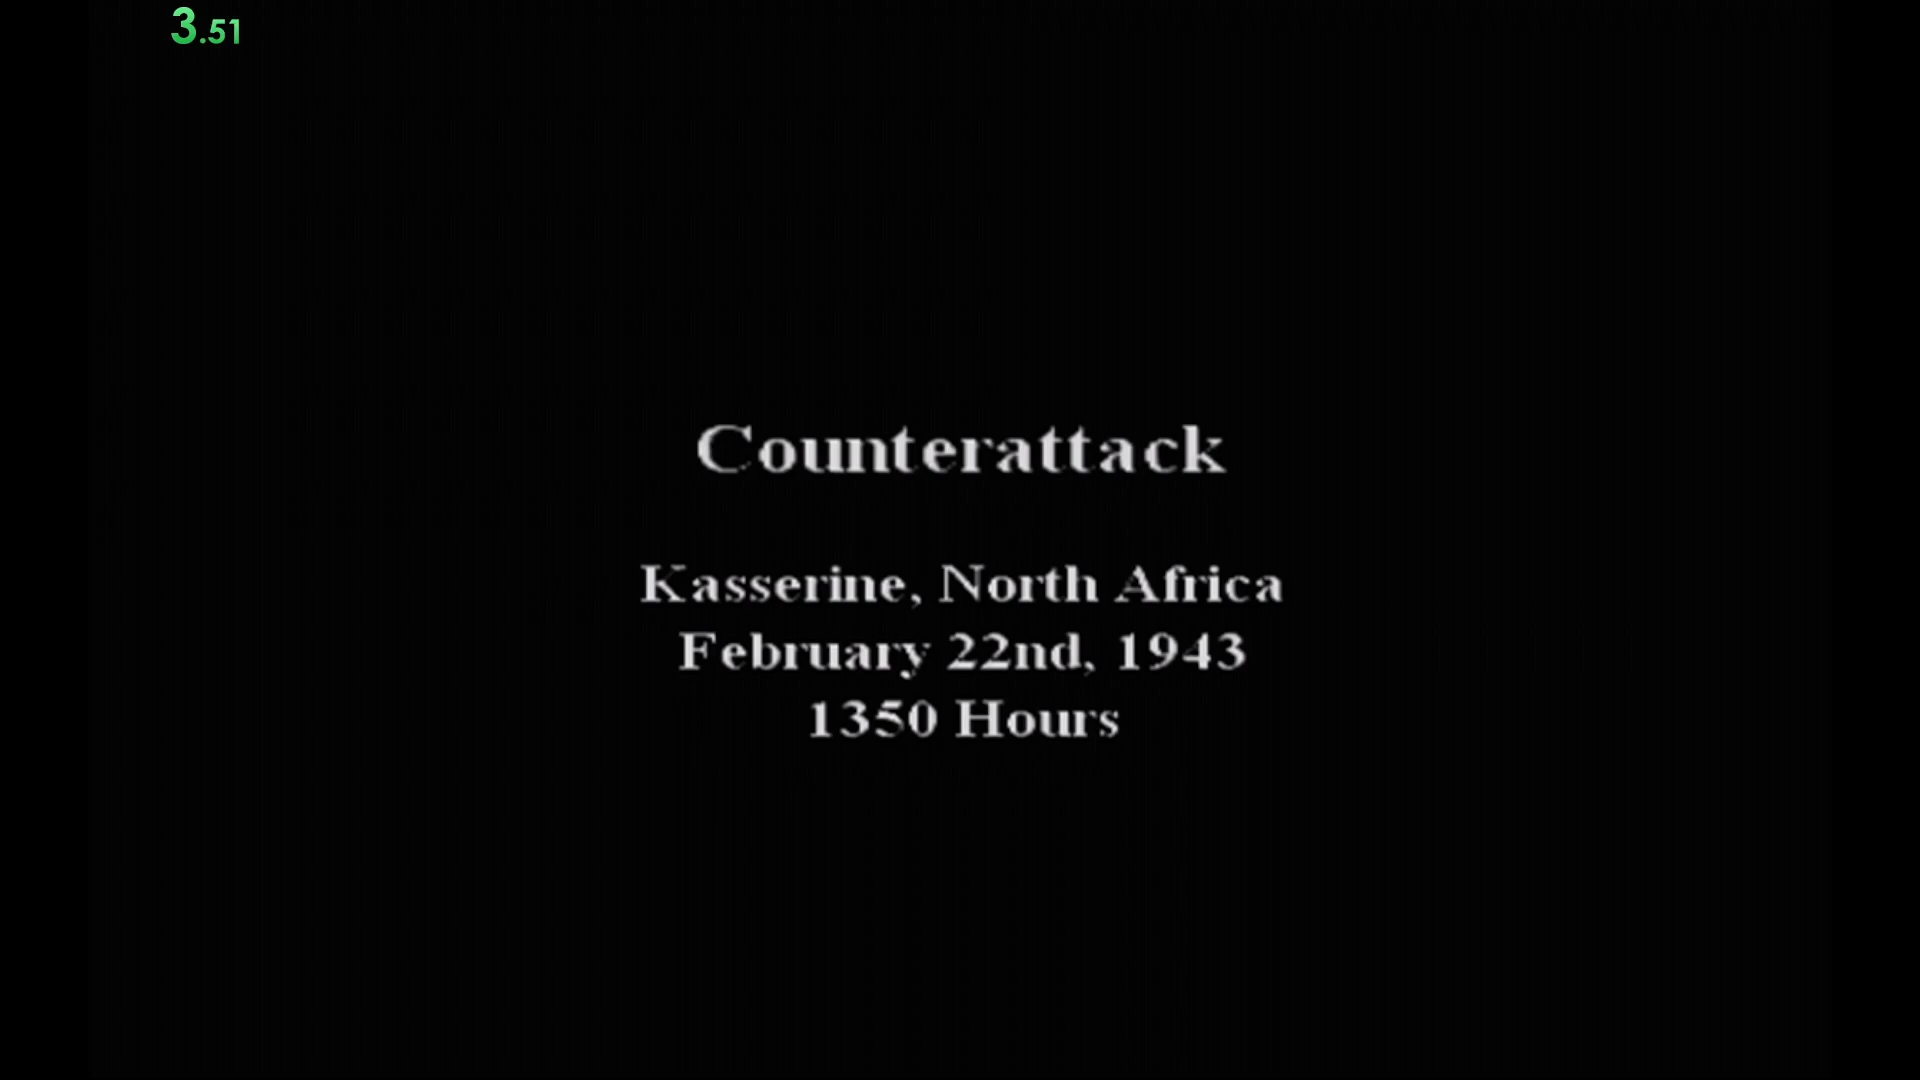 3.51
Counterattack
Kasserine, North Africa
February 22nd, 1943
1350 Hours